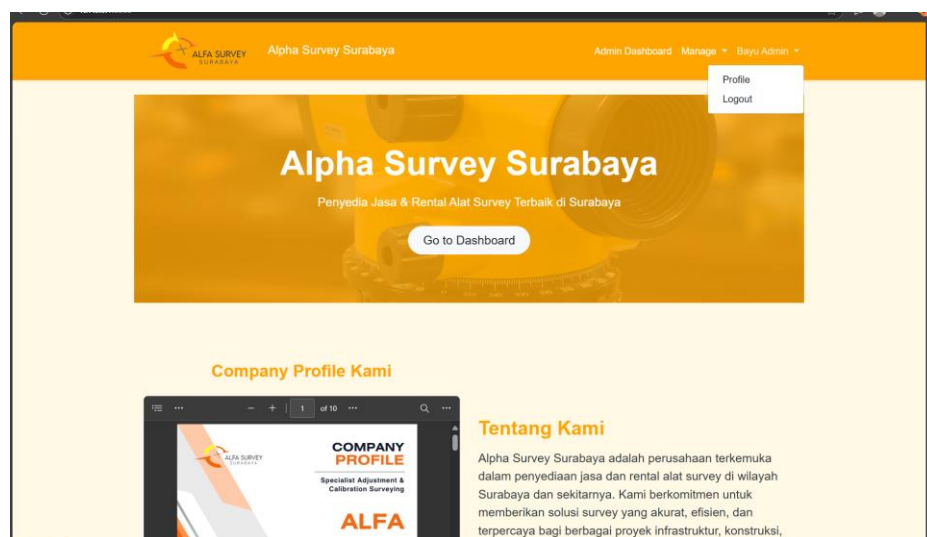 ALFA SURVEY
SURABAYA
Alpha Survey Surabaya
Admin Dashboard Manage Bayu Admin
Profile
Logout
Alpha Survey Surabaya
Penyedia Jasa & Rental Alat Survey Terbaik di Surabaya
Go to Dashboard
Company Profile Kami
1 of 10
ALFA SURVEY
SURABAYA
COMPANY
PROFILE
Specialist Adjustment &
Calibration Surveying
ALFA
Tentang Kami
Alpha Survey Surabaya adalah perusahaan terkemuka
dalam penyediaan jasa dan rental alat survey di wilayah
Surabaya dan sekitarnya. Kami berkomitmen untuk
memberikan solusi survey yang akurat, efisien, dan
terpercaya bagi berbagai proyek infrastruktur, konstruksi,